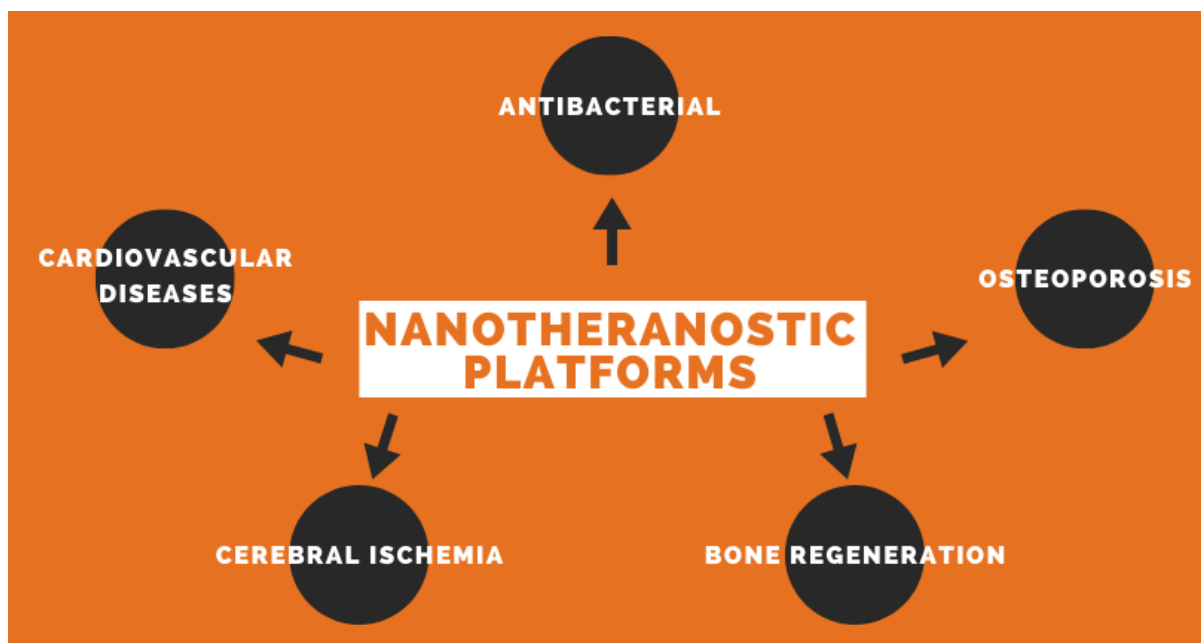 ANTIBACTERIAL
CARDIOVASCULAR
DISEASES
OSTEOPOROSIS
NANOTHERANOSTIC
PLATFORMS
CEREBRAL ISCHEMIA
BONE REGENERATION